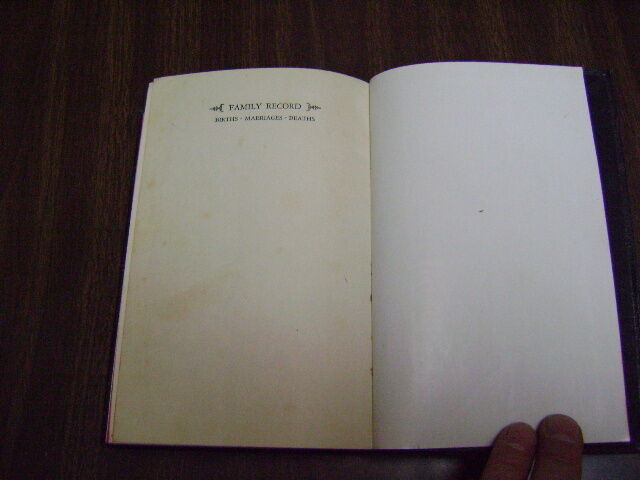 FAMILY RECORD
BIRTHS · MARRIAGES · DEATHS